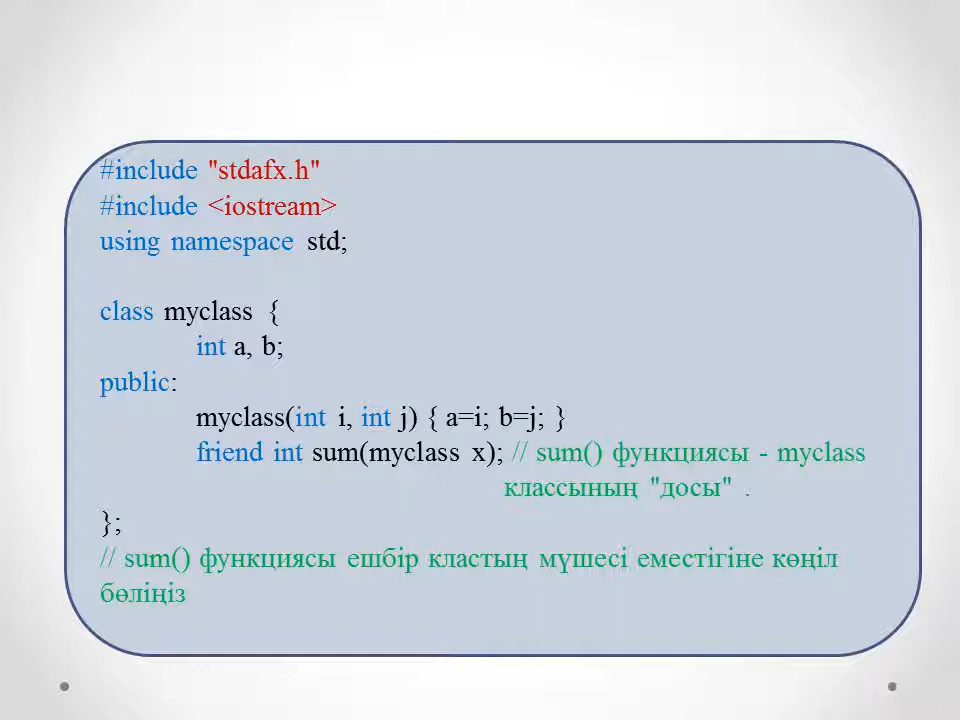 #include "stdafx.h"
#include <iostream>
using namespace std;
class myclass {
int a, b;
public:
myclass(int i, int j) { a=i; b=j; }
friend int sum(myclass x); // sum() функциясы - myclass
классының "досы" .
};
// sum() функциясы ешбір кластың мүшесі еместігіне көңіл
бөліңіз